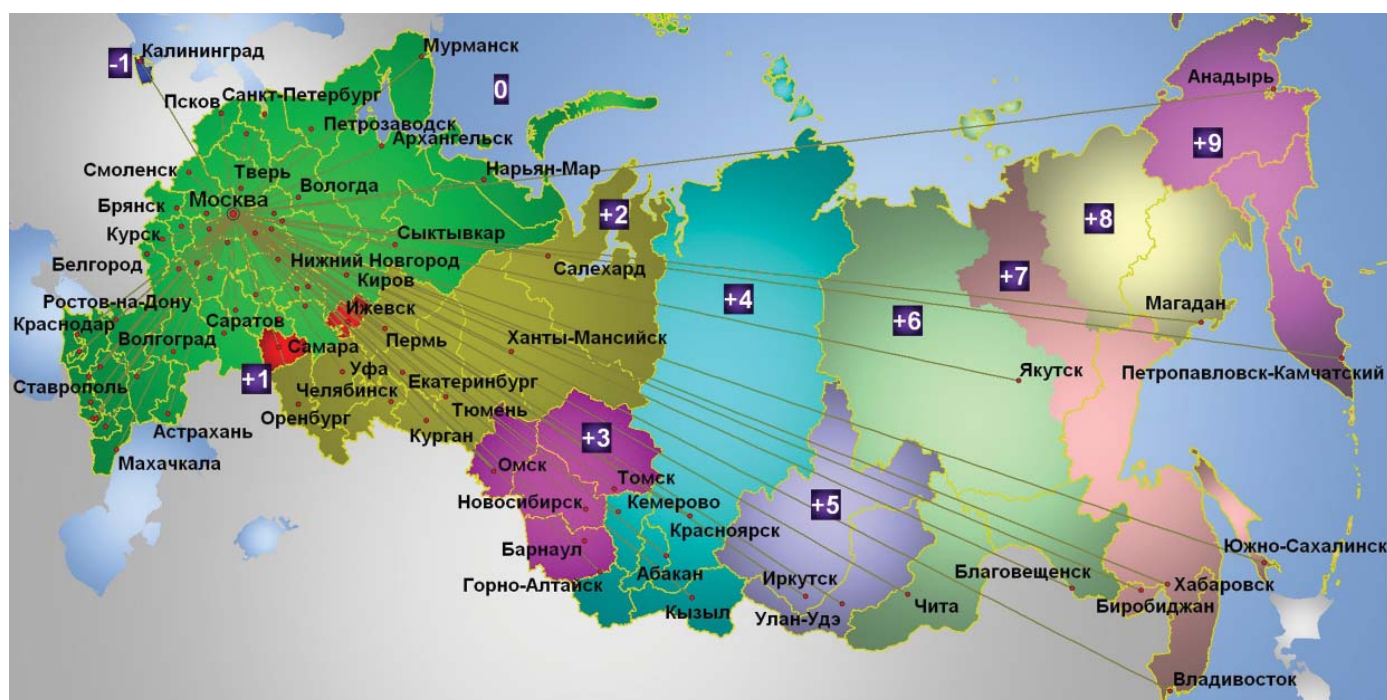 Калининград
-1
Мурманск
0
Псков
Санкт-Петербург
Анадырь
Петрозаводск
Архангельск
+9
Смоленск
Тверь
Нарьян-Мар
Вологда
Москва
Брянск
+2
+8
Курск
Сыктывкар
Белгород
Нижний Новгород
Салехард
+7
Киров
Ростов-на-Дону
Ижевск
+4
Магадан
Краснодар
Саратов
+6
Волгоград
Самара
Пермь
Ханты-Мансийск
Уфа
Якутск
Петропавловск-Камчатский
+1
Ставрополь
Челябинск
Екатеринбург
Оренбург
Тюмень
Астрахань
Курган
+3
Махачкала
Омск
Томск
Новосибирск
Кемерово
+5
Красноярск
Барнаул
Южно-Сахалинск
Горно-Алтайск
Абакан
Иркутск
Благовещенск
Хабаровск
Кызыл
Улан-Удэ
Чита
Биробиджан
Владивосток